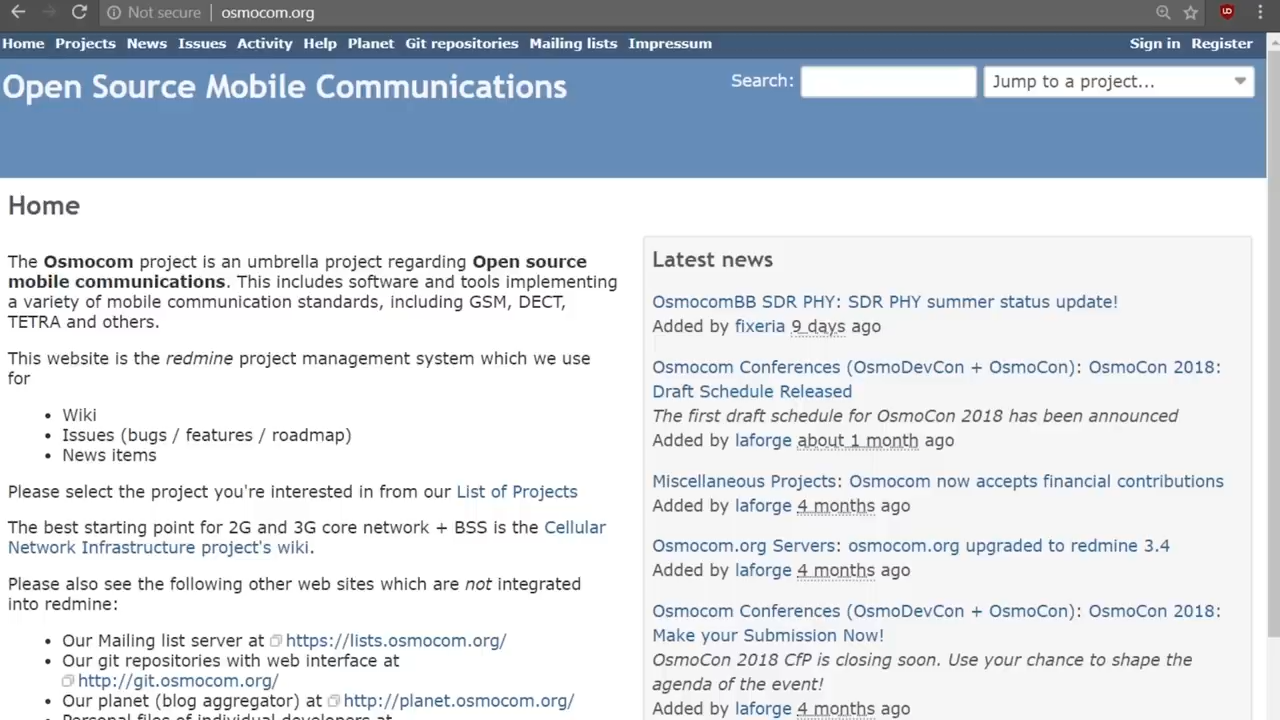 Not secure osmocom.org
Home Projects News Issues Activity Help Planet Git repositories Mailing lists Impressum Sign in Register
Open Source Mobile Communications
Search: Jump to a project...
Home
The Osmocom project is an umbrella project regarding Open source
mobile communications. This includes software and tools implementing
a variety of mobile communication standards, including GSM, DECT,
TETRA and others.
This website is the redmine project management system which we use
for
• Wiki
• Issues (bugs / features / roadmap)
• News items
Please select the project you're interested in from our List of Projects
The best starting point for 2G and 3G core network + BSS is the Cellular
Network Infrastructure project's wiki.
Please also see the following other web sites which are not integrated
into redmine:
• Our Mailing list server at https://lists.osmocom.org/
• Our git repositories with web interface at
http://git.osmocom.org/
• Our planet (blog aggregator) at http://planet.osmocom.org/
• Personal files of individual developers at
Latest news
OsmocomBB SDR PHY: SDR PHY summer status update!
Added by fixeria 9 days ago
Osmocom Conferences (OsmoDevCon + OsmoCon): OsmoCon 2018:
Draft Schedule Released
The first draft schedule for OsmoCon 2018 has been announced
Added by laforge about 1 month ago
Miscellaneous Projects: Osmocom now accepts financial contributions
Added by laforge 4 months ago
Osmocom.org Servers: osmocom.org upgraded to redmine 3.4
Added by laforge 4 months ago
Osmocom Conferences (OsmoDevCon + OsmoCon): OsmoCon 2018:
Make your Submission Now!
OsmoCon 2018 CfP is closing soon. Use your chance to shape the
agenda of the event!
Added by laforge 4 months ago